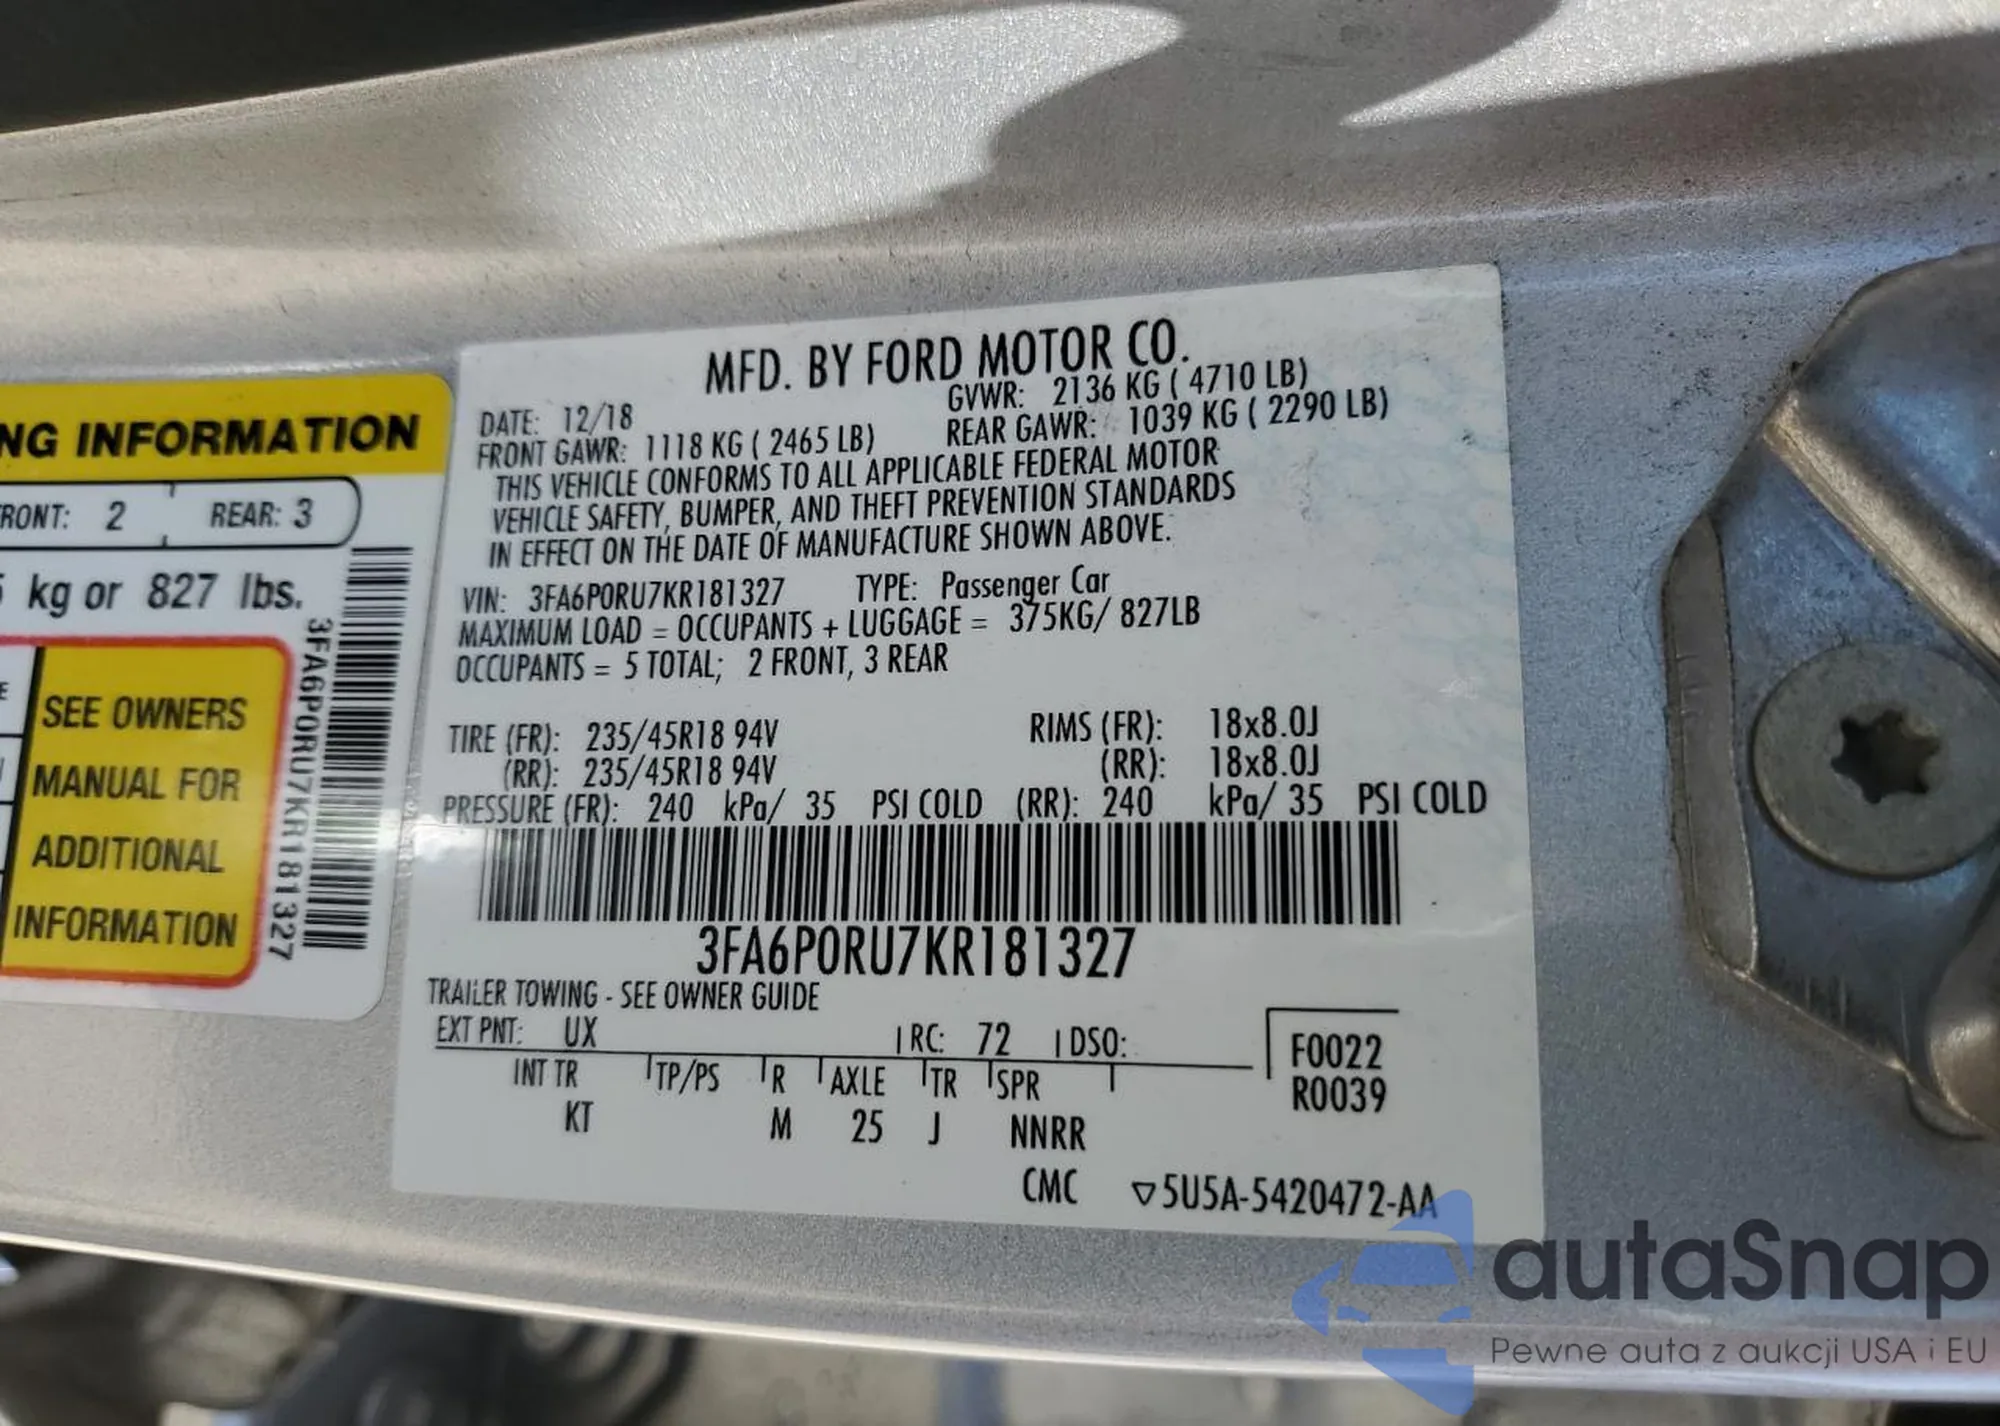 NG INFORMATION
RONT: 2 REAR: 3
kg or 827 lbs.
SEE OWNERS
MANUAL FOR
ADDITIONAL
INFORMATION
3FA6P0RU7KR181327
MFD. BY FORD MOTOR CO.
DATE: 12/18 GVWR: 2136 KG ( 4710 LB)
FRONT GAWR: 1118 KG ( 2465 LB) REAR GAWR: 1039 KG ( 2290 LB)
THIS VEHICLE CONFORMS TO ALL APPLICABLE FEDERAL MOTOR
VEHICLE SAFETY, BUMPER, AND THEFT PREVENTION STANDARDS
IN EFFECT ON THE DATE OF MANUFACTURE SHOWN ABOVE.
VIN: 3FA6P0RU7KR181327 TYPE: Passenger Car
MAXIMUM LOAD = OCCUPANTS + LUGGAGE = 375KG/ 827LB
OCCUPANTS = 5 TOTAL; 2 FRONT, 3 REAR
TIRE (FR): 235/45R18 94V RIMS (FR): 18x8.0J
(RR): 235/45R18 94V (RR): 18x8.0J
PRESSURE (FR): 240 kPa/ 35 PSI COLD (RR): 240 kPa/ 35 PSI COLD
3FA6P0RU7KR181327
TRAILER TOWING - SEE OWNER GUIDE
EXT PNT: UX RC: 72 DSO:
F0022
R0039
INT TR TP/PS R AXLE TR SPR
KT M 25 J NNRR
CMC ▽5U5A-5420472-AA
autaSnap
Pewne auta z aukcji USA i EU